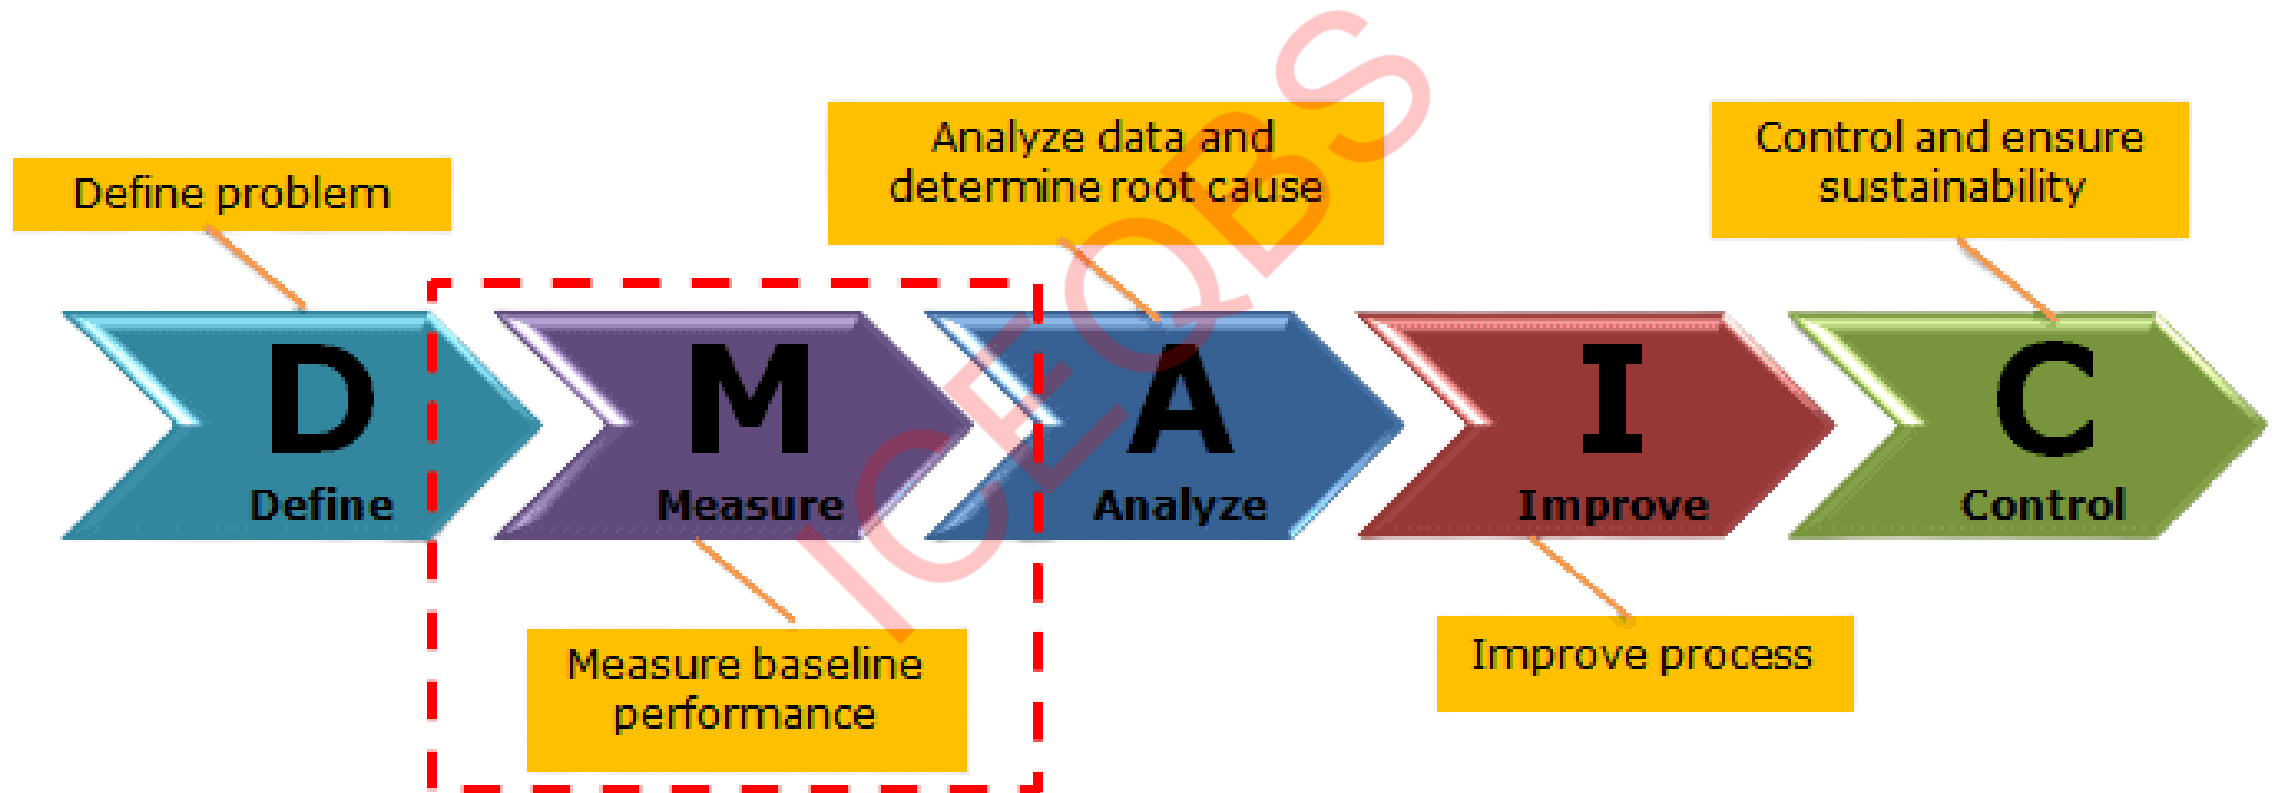 Define problem
Analyze data and
determine root cause
Control and ensure
sustainability
D
Define
M
Measure
A
Analyze
I
Improve
C
Control
Measure baseline
performance
Improve process
ICEQBS